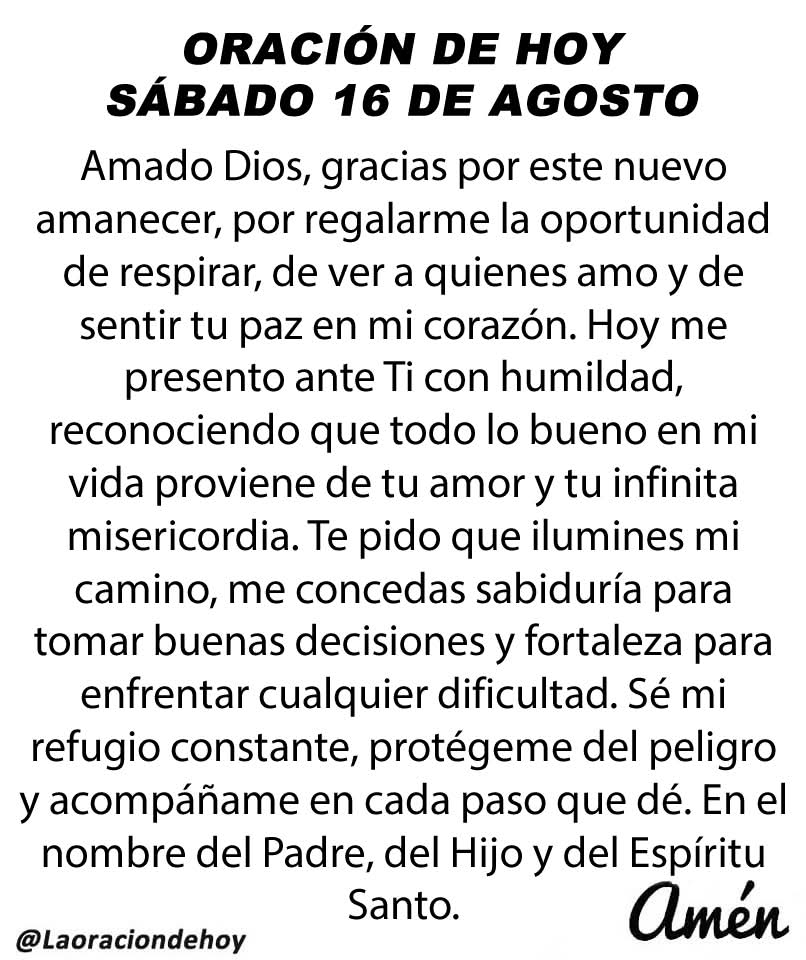 ORACIÓN DE HOY
SÁBADO 16 DE AGOSTO
Amado Dios, gracias por este nuevo
amanecer, por regalarme la oportunidad
de respirar, de ver a quienes amo y de
sentir tu paz en mi corazón. Hoy me
presento ante Ti con humildad,
reconociendo que todo lo bueno en mi
vida proviene de tu amor y tu infinita
misericordia. Te pido que ilumines mi
camino, me concedas sabiduría para
tomar buenas decisiones y fortaleza para
enfrentar cualquier dificultad. Sé mi
refugio constante, protégeme del peligro
y acompáñame en cada paso que dé. En el
nombre del Padre, del Hijo y del Espíritu
Santo.
Amén
@Laoraciondehoy